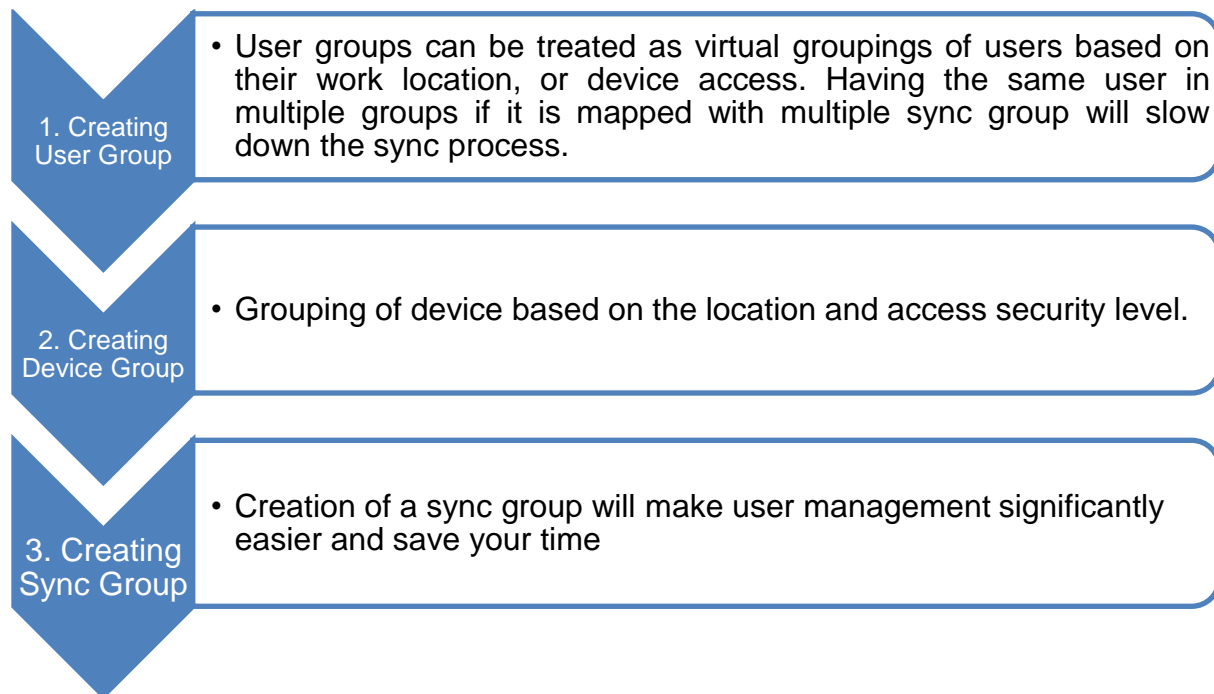 1. Creating
User Group
• User groups can be treated as virtual groupings of users based on
their work location, or device access. Having the same user in
multiple groups if it is mapped with multiple sync group will slow
down the sync process.
2. Creating
Device Group
• Grouping of device based on the location and access security level.
3. Creating
Sync Group
• Creation of a sync group will make user management significantly
easier and save your time